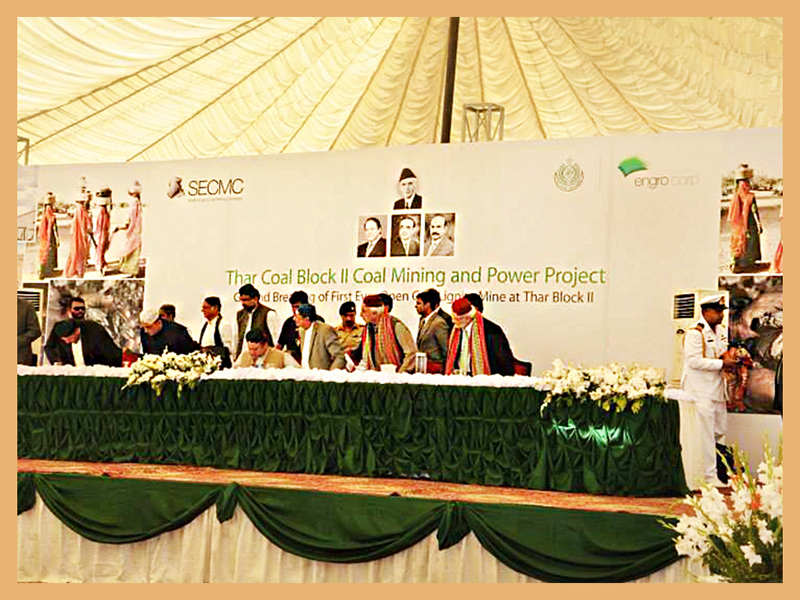 SECMC
engro corp
Thar Coal Block II Coal Mining and Power Project
Breaking of First Open Mine at Thar Block II